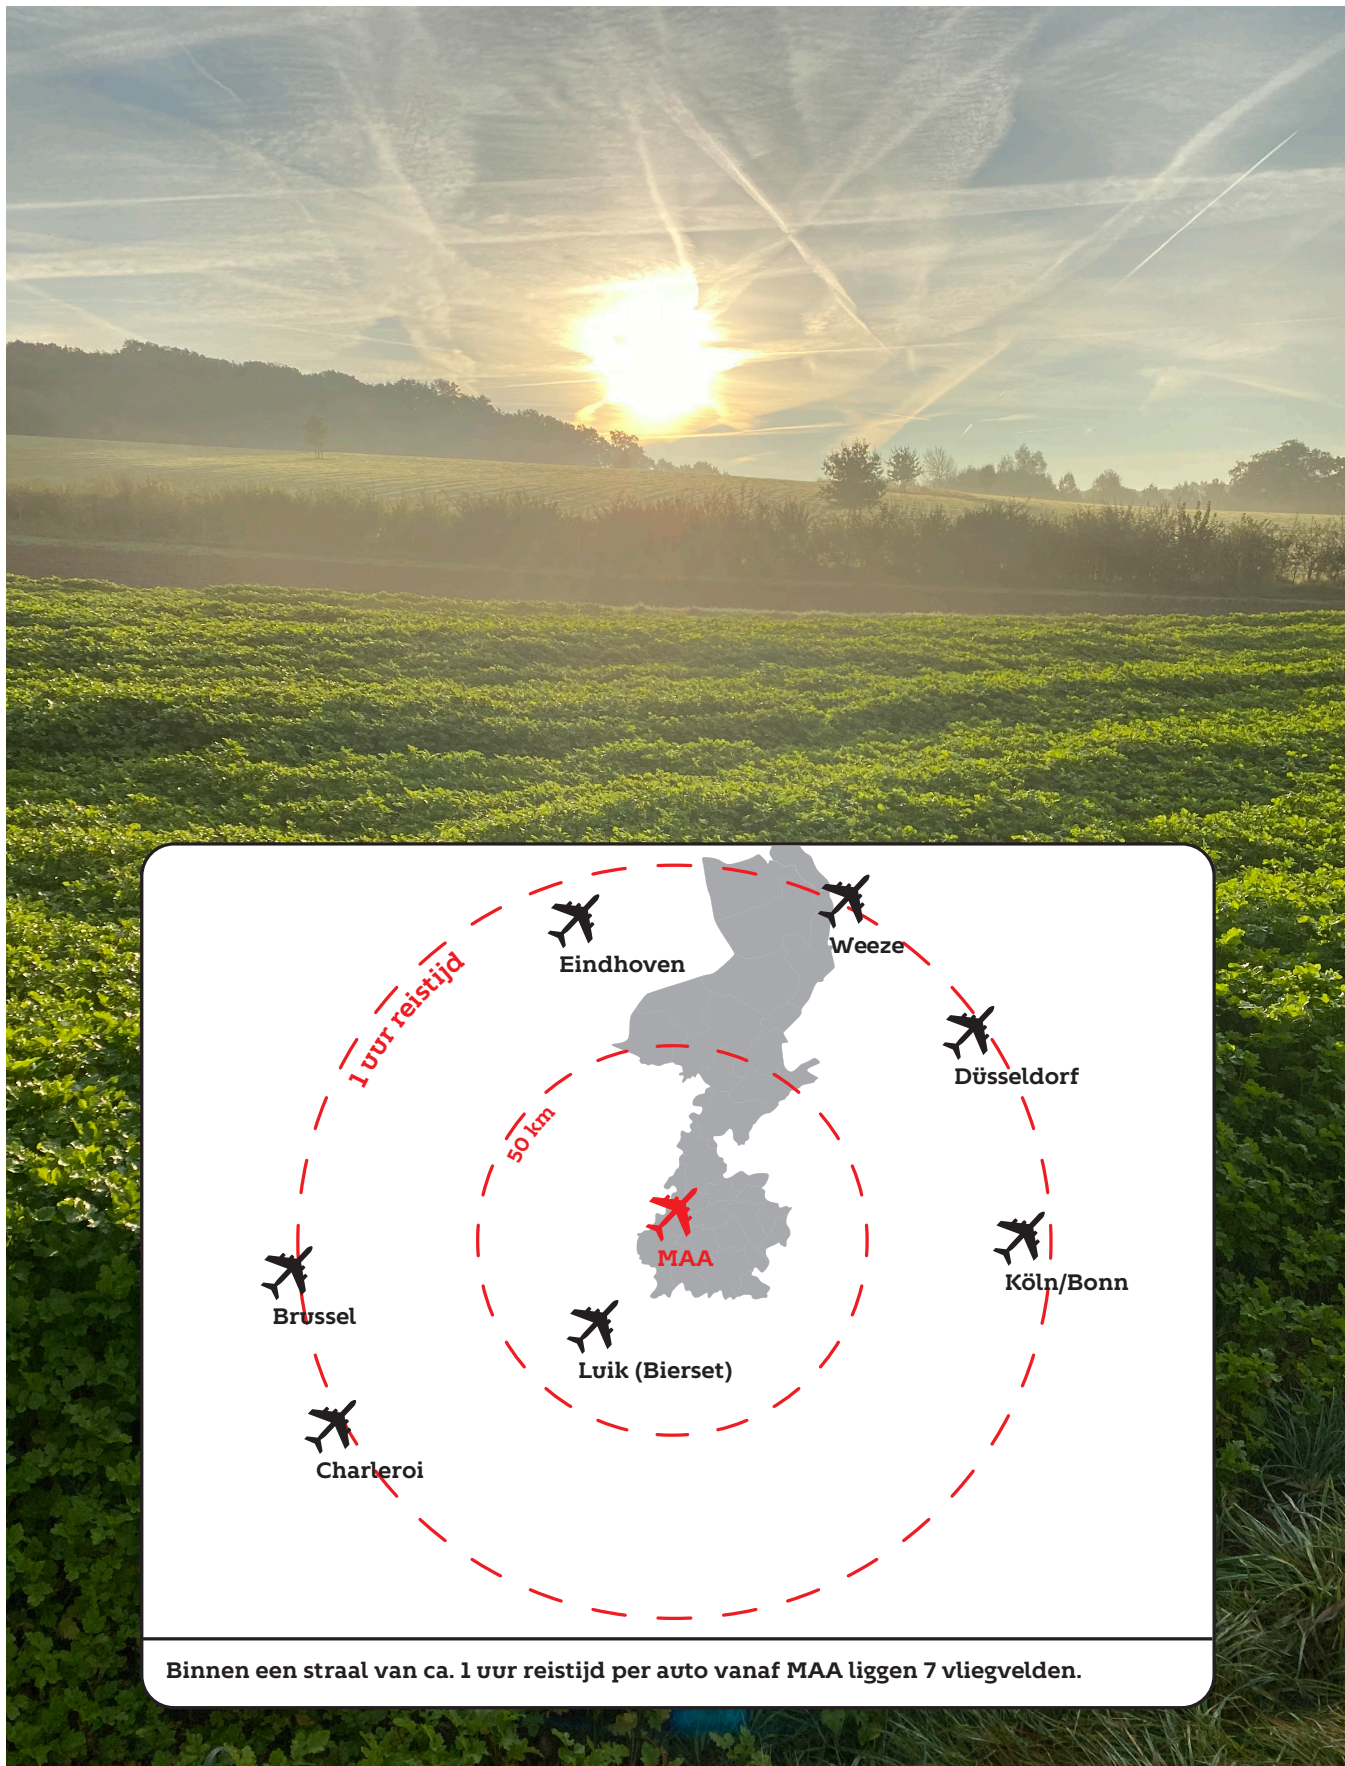 Eindhoven
Weeze
1 uur reistijd
Düsseldorf
50 km
MAA
Köln/Bonn
Brussel
Luik (Bierset)
Charleroi
Binnen een straal van ca. 1 uur reistijd per auto vanaf MAA liggen 7 vliegvelden.